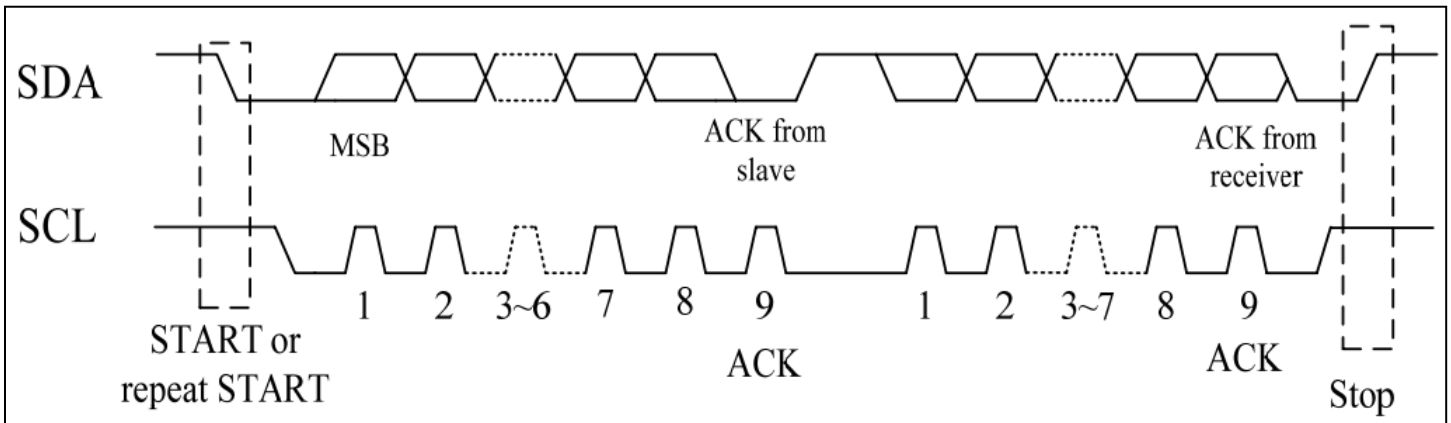 SDA
MSB
ACK from
slave
ACK from
receiver
SCL
1 2 3~6 7 8 9 1 2 3~7 8 9
START or
repeat START
ACK
ACK
Stop